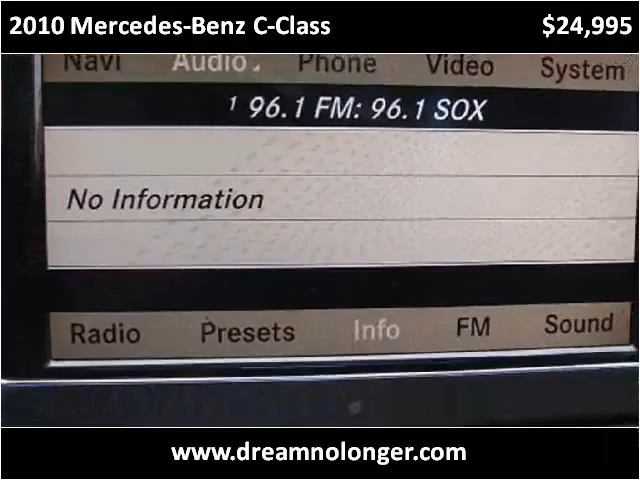 2010 Mercedes-Benz C-Class $24,995
Navi Audio Phone Video System
1 96.1 FM: 96.1 SOX
No Information
Radio Presets Info FM Sound
www.dreamnolonger.com